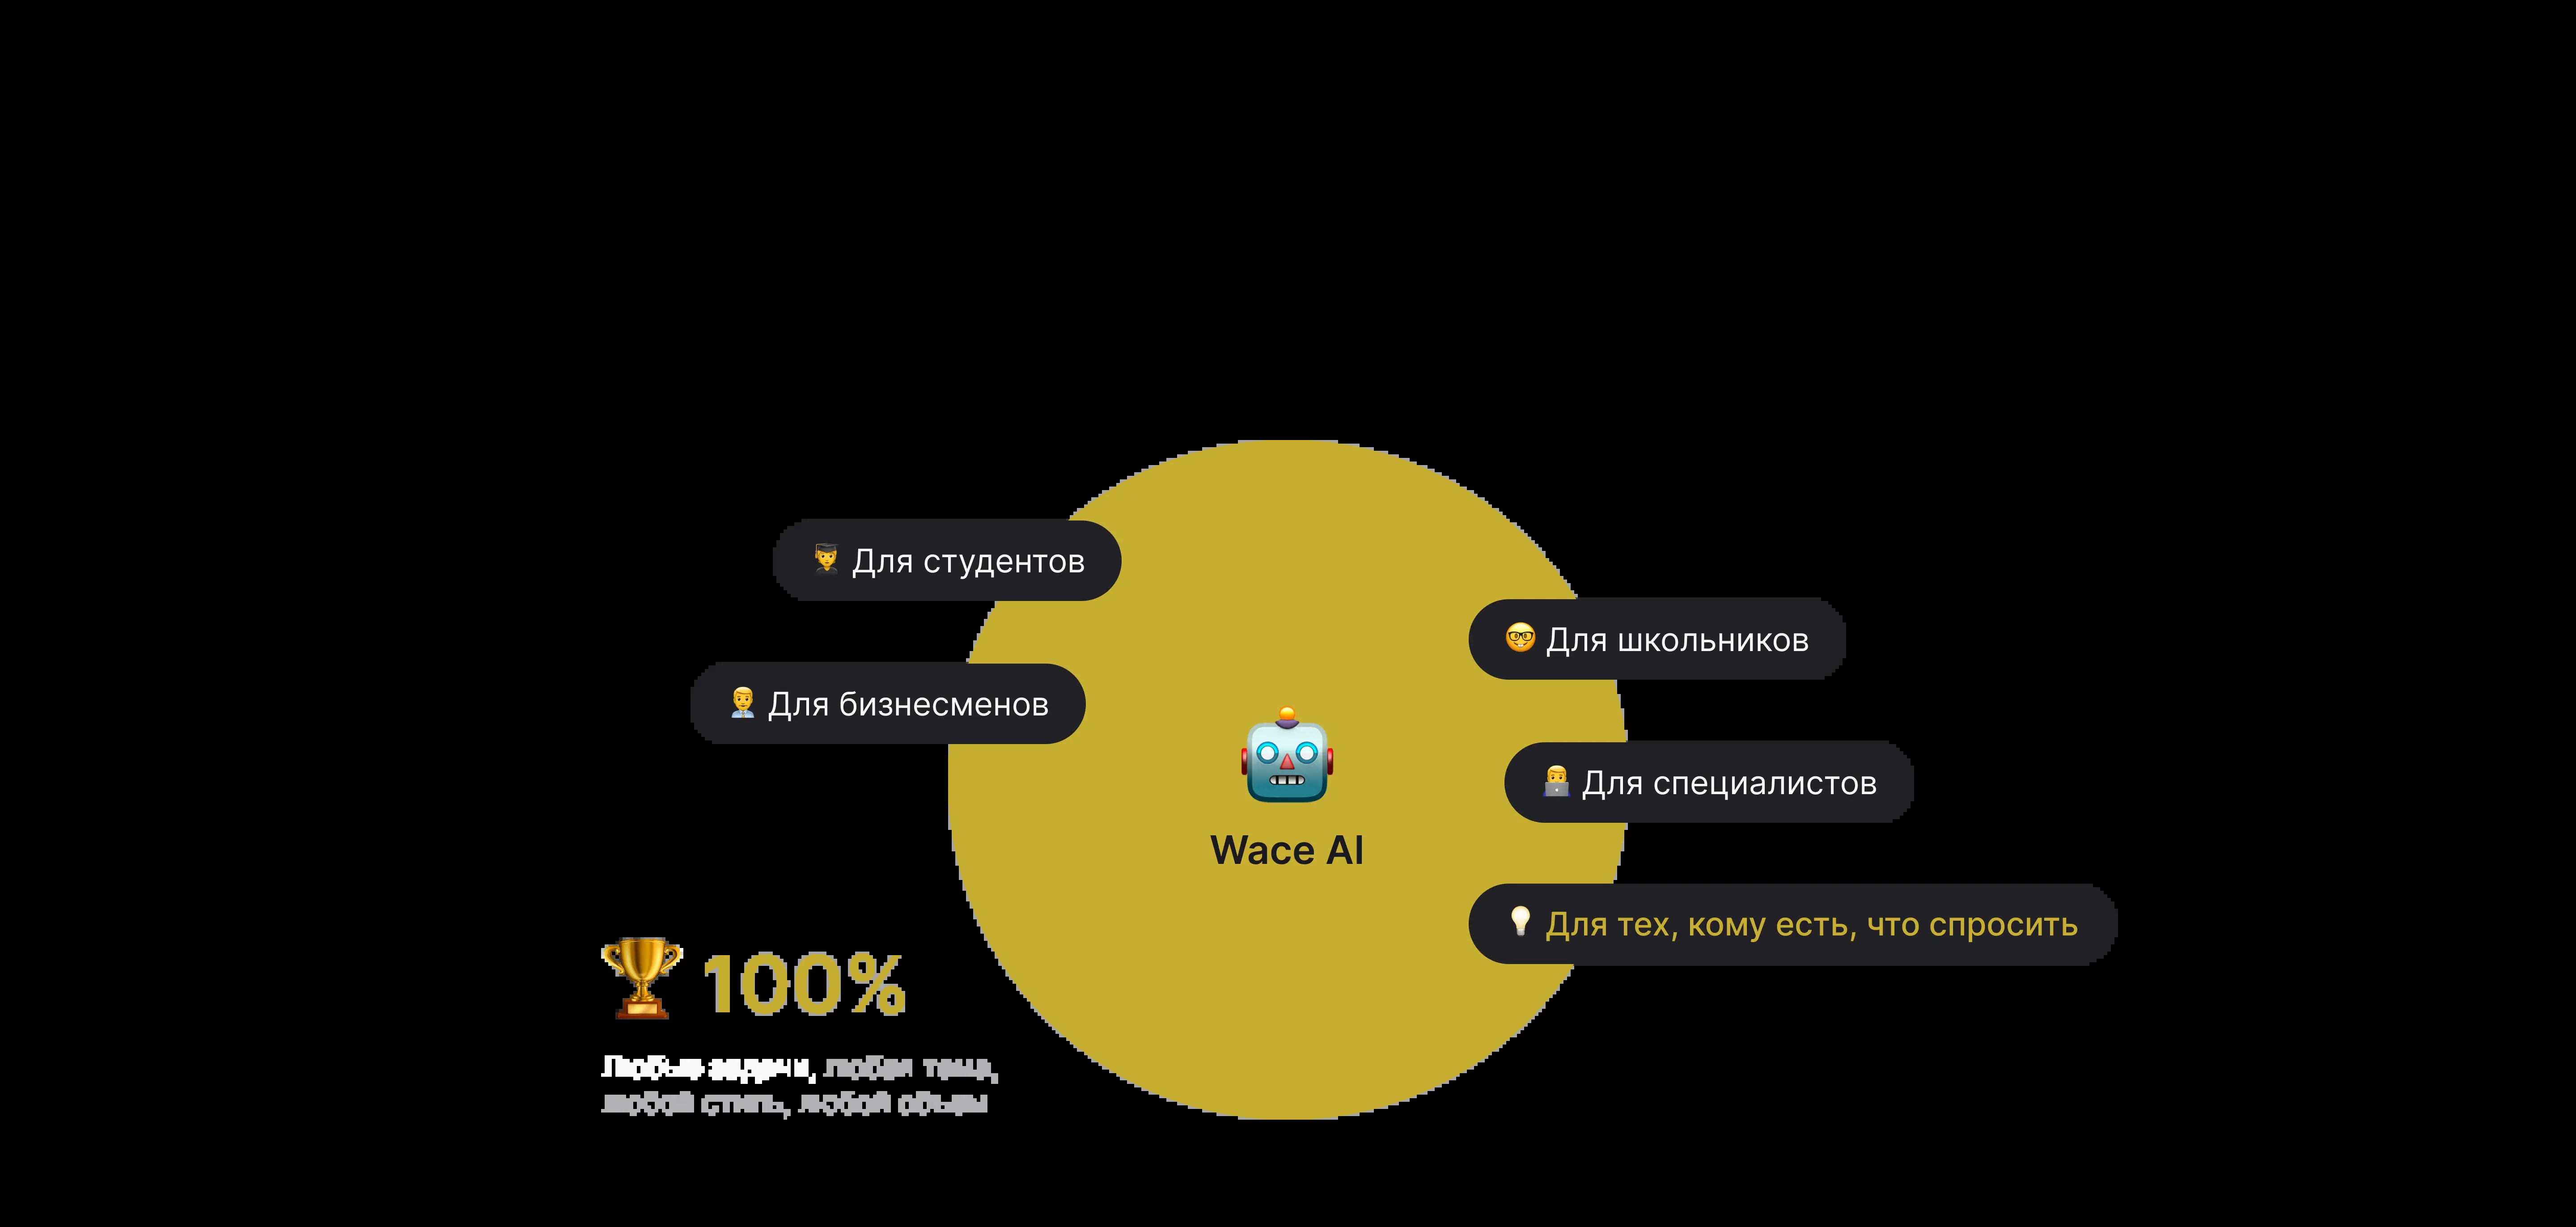 Для студентов
Для школьников
Для бизнесменов
Wace AI
Для специалистов
Для тех, кому есть, что спросить
100%
Любые задачи, любая тема,
любой стиль, любой объем